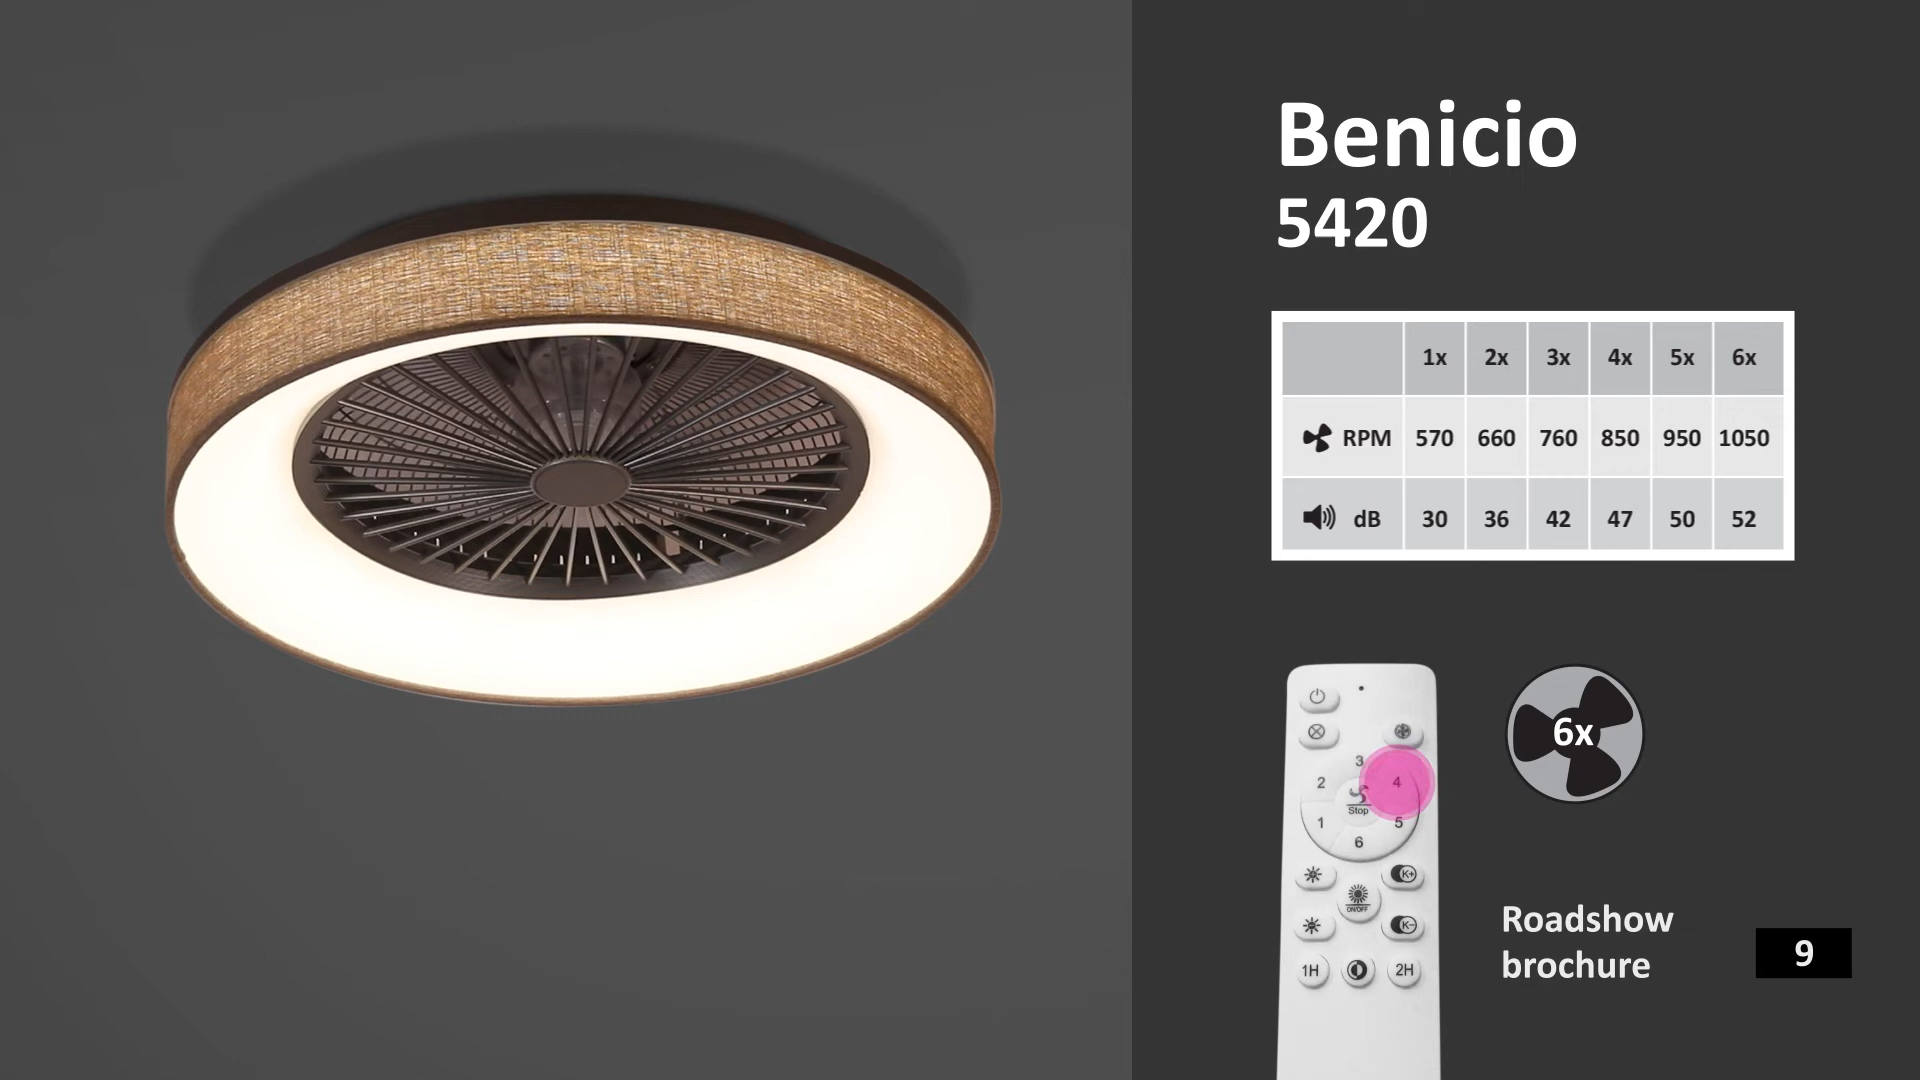 Benicio
5420
1x 2x 3x 4x 5x 6x
RPM 570 660 760 850 950 1050
dB 30 36 42 47 50 52
6x
3
2 4
Stop
1 5
6
K+
ON/OFF
K-
1H 2H
Roadshow
brochure
9